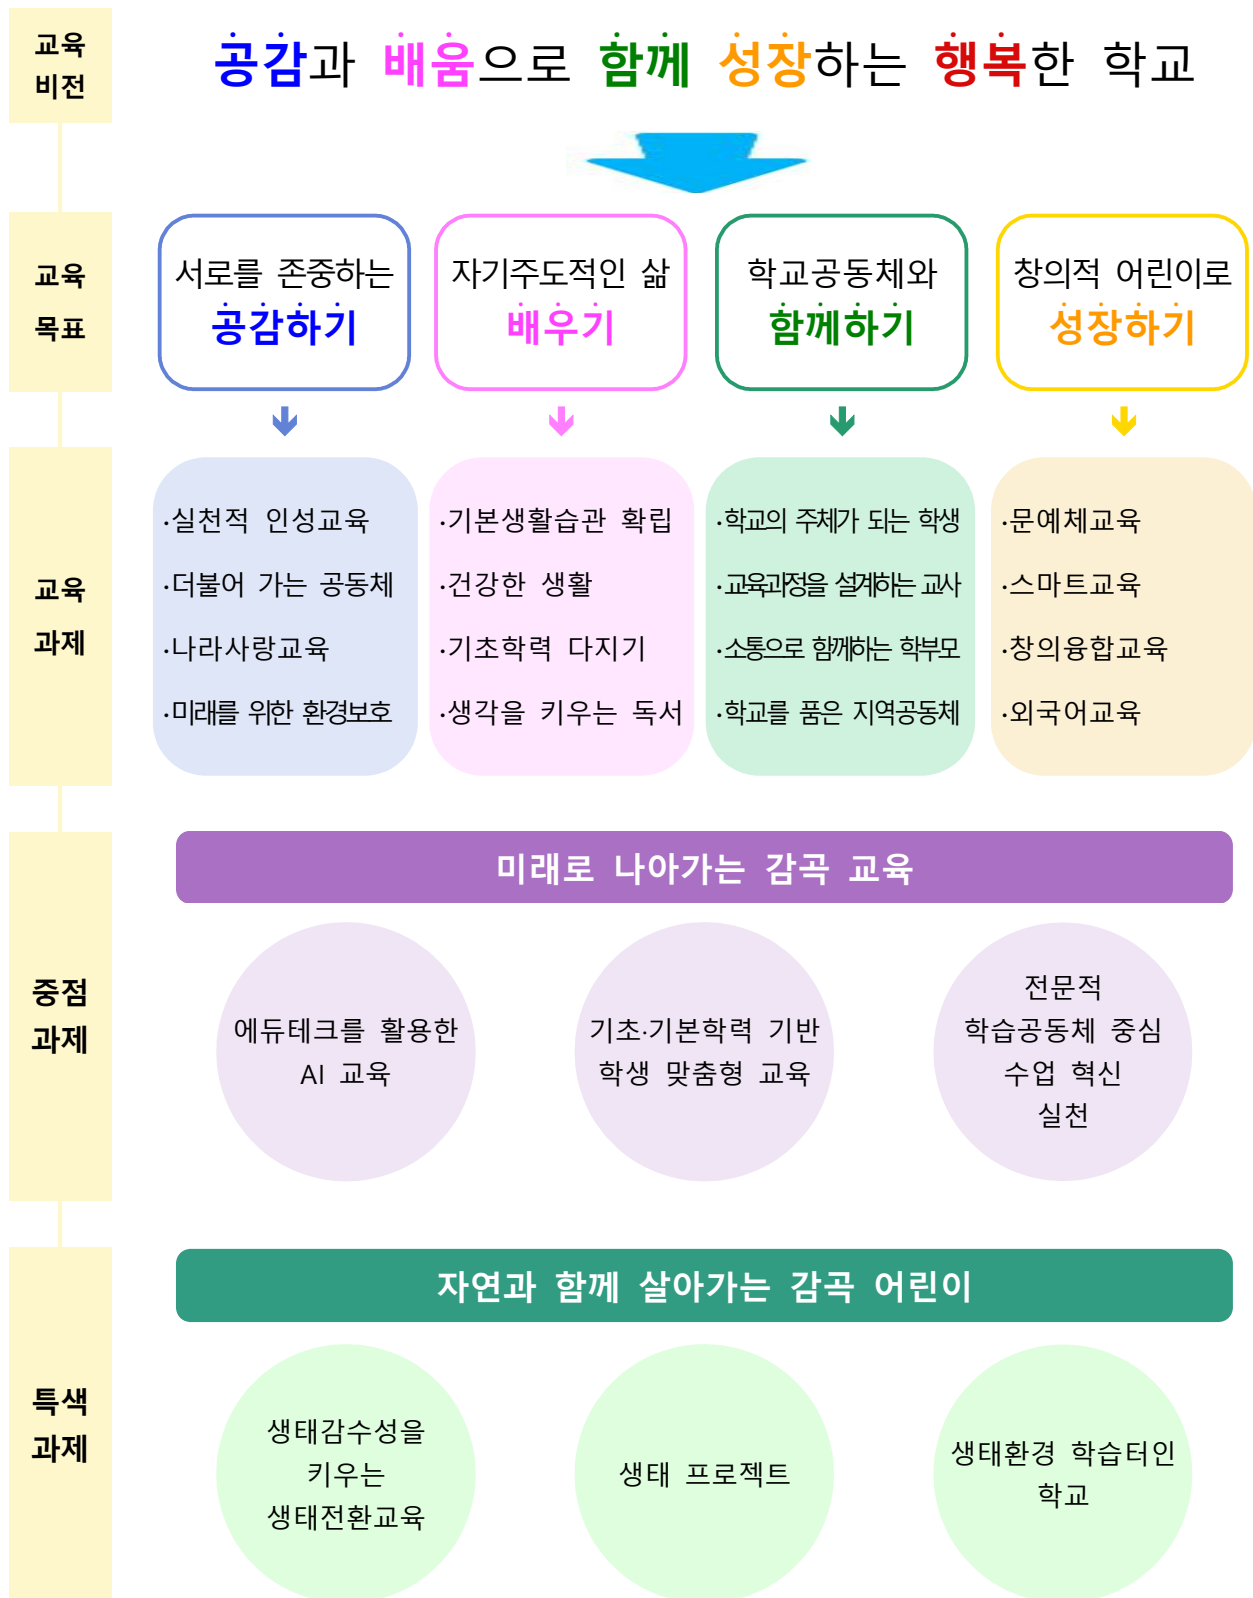 교육
비전
공감과 배움으로 함께 성장하는 행복한 학교
교육
목표
서로를 존중하는
공감하기
자기주도적인 삶
배우기
학교공동체와
함께하기
창의적 어린이로
성장하기
교육
과제
·실천적 인성교육
·더불어 가는 공동체
·나라사랑교육
·미래를 위한 환경보호
·기본생활습관 확립
·건강한 생활
·기초학력 다지기
·생각을 키우는 독서
·학교의 주체가 되는 학생
·교육과정을 설계하는 교사
·소통으로 함께하는 학부모
·학교를 품은 지역공동체
·문예체교육
·스마트교육
·창의융합교육
·외국어교육
중점
과제
미래로 나아가는 감곡 교육
에듀테크를 활용한
AI 교육
기초·기본학력 기반
학생 맞춤형 교육
전문적
학습공동체 중심
수업 혁신
실천
특색
과제
자연과 함께 살아가는 감곡 어린이
생태감수성을
키우는
생태전환교육
생태 프로젝트
생태환경 학습터인
학교